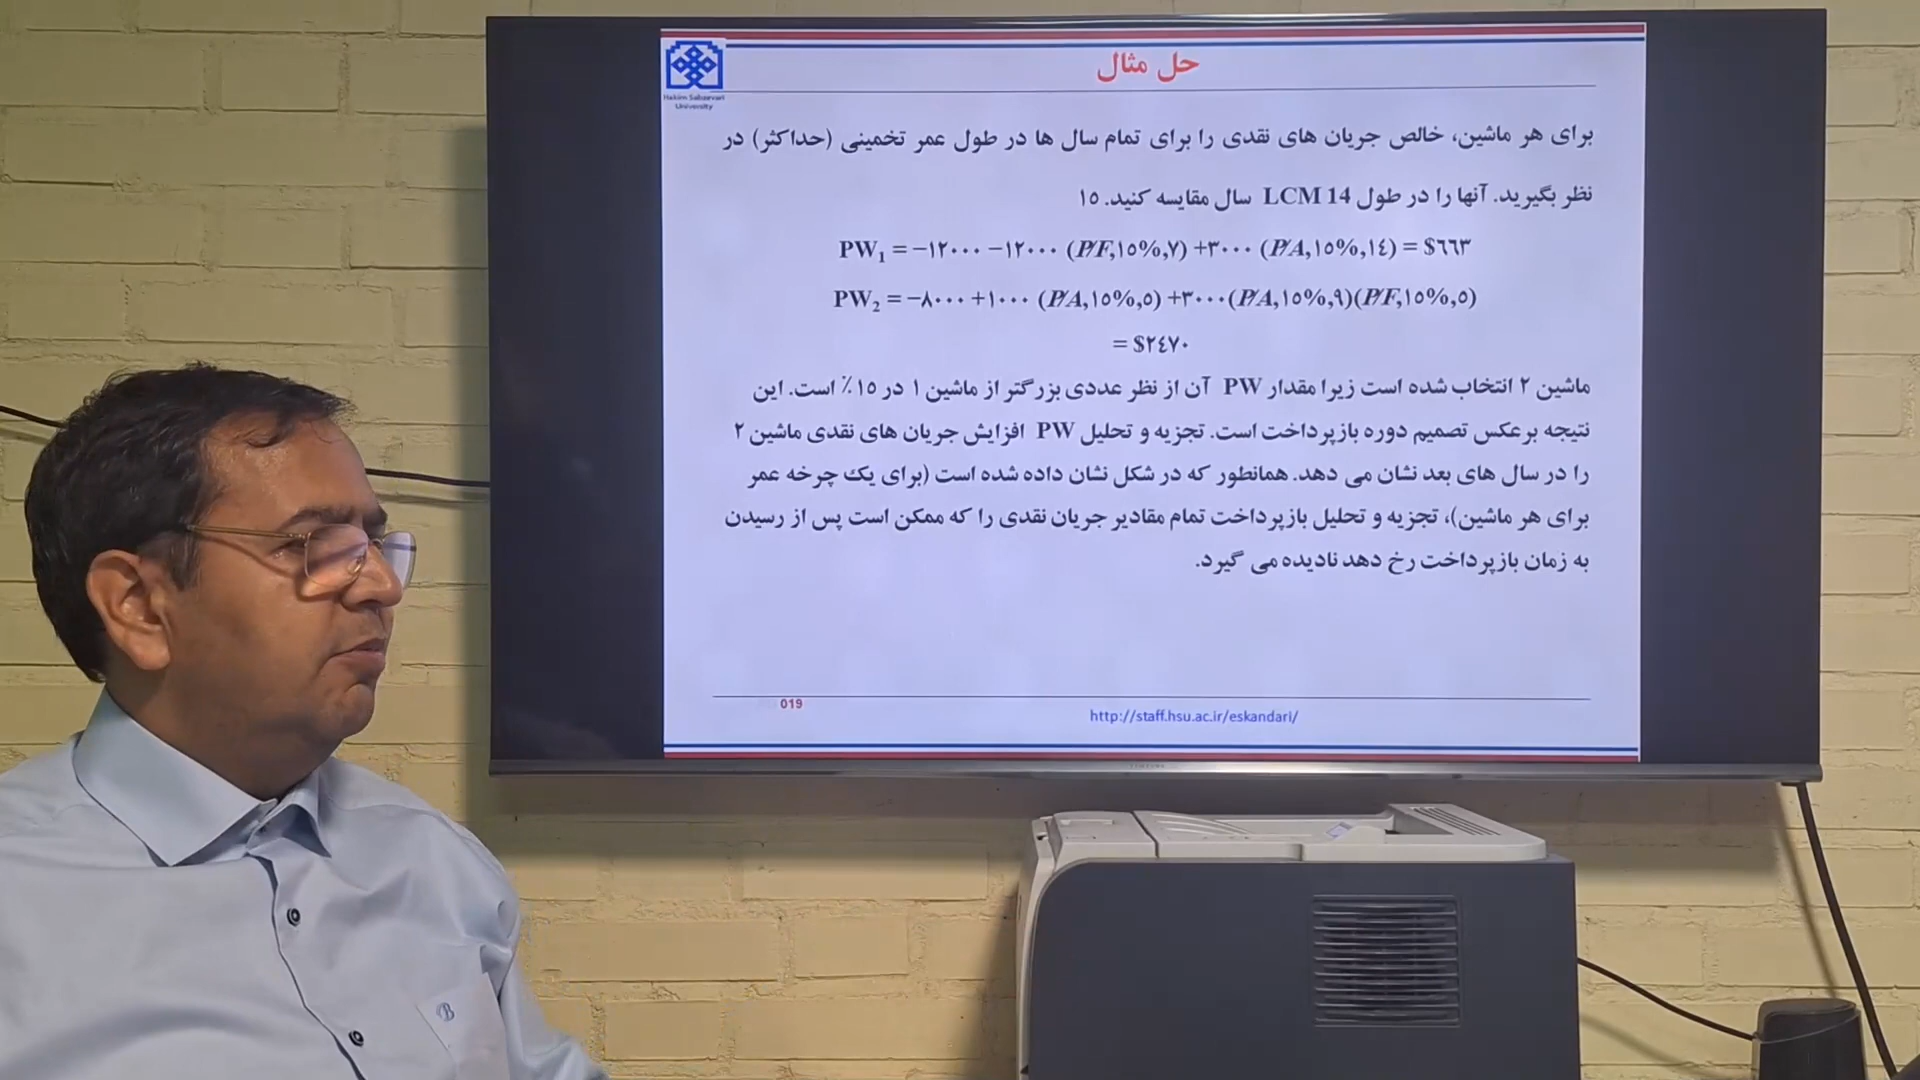 حل مثال
Hakim Sabzevari
University
برای هر ماشین، خالص جریان های نقدی را برای تمام سال ها در طول عمر تخمینی (حداکثر) در
نظر بگیرید. آنها را در طول LCM 14 سال مقایسه کنید. ۱۵
PW₁ = −۱۲۰۰۰ −۱۲۰۰۰ (P/F,۱۵%,۷) +۳۰۰۰ (P/A,۱۵%,۱٤) = $٦٦۳
PW₂ = −۸۰۰۰ +۱۰۰۰ (P/A,۱۵%,۵) +۳۰۰۰(P/A,۱۵%,۹)(P/F,۱۵%,۵)
= $۲٤۷۰
ماشین ۲ انتخاب شده است زیرا مقدار PW آن از نظر عددی بزرگتر از ماشین ۱ در ۱۵٪ است. این
نتیجه برعکس تصمیم دوره بازپرداخت است. تجزیه و تحلیل PW افزایش جریان های نقدی ماشین ۲
را در سال های بعد نشان می دهد. همانطور که در شکل نشان داده شده است (برای یک چرخه عمر
برای هر ماشین)، تجزیه و تحلیل بازپرداخت تمام مقادیر جریان نقدی را که ممکن است پس از رسیدن
به زمان بازپرداخت رخ دهد نادیده می گیرد.
019
http://staff.hsu.ac.ir/eskandari/
B